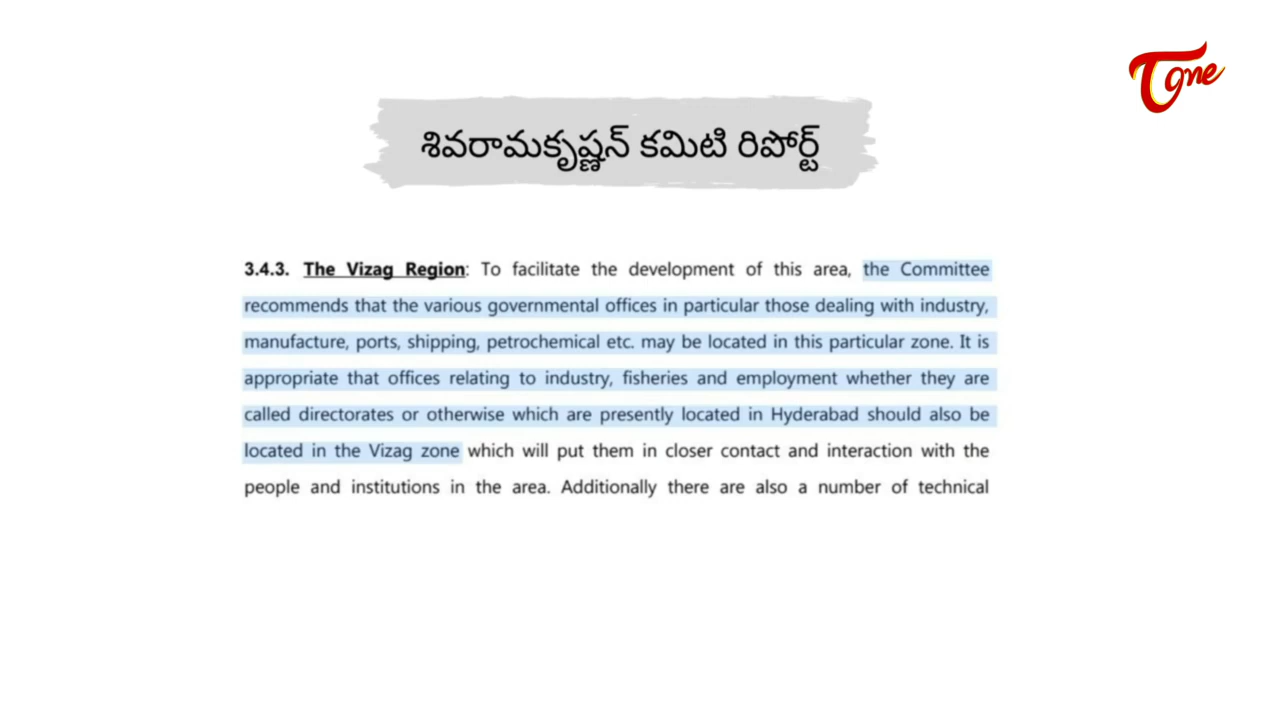 Tone
శివరామకృష్ణన్ కమిటి రిపోర్ట్
3.4.3. The Vizag Region: To facilitate the development of this area, the Committee
recommends that the various governmental offices in particular those dealing with industry,
manufacture, ports, shipping, petrochemical etc. may be located in this particular zone. It is
appropriate that offices relating to industry, fisheries and employment whether they are
called directorates or otherwise which are presently located in Hyderabad should also be
located in the Vizag zone which will put them in closer contact and interaction with the
people and institutions in the area. Additionally there are also a number of technical